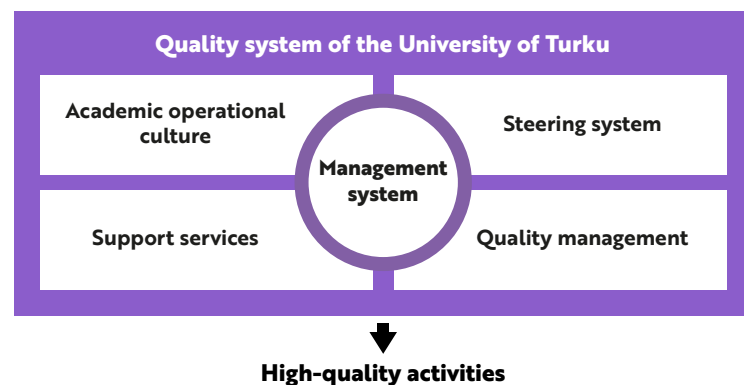 Quality system of the University of Turku
Academic operational
culture
Steering system
Management
system
Support services
Quality management
High-quality activities